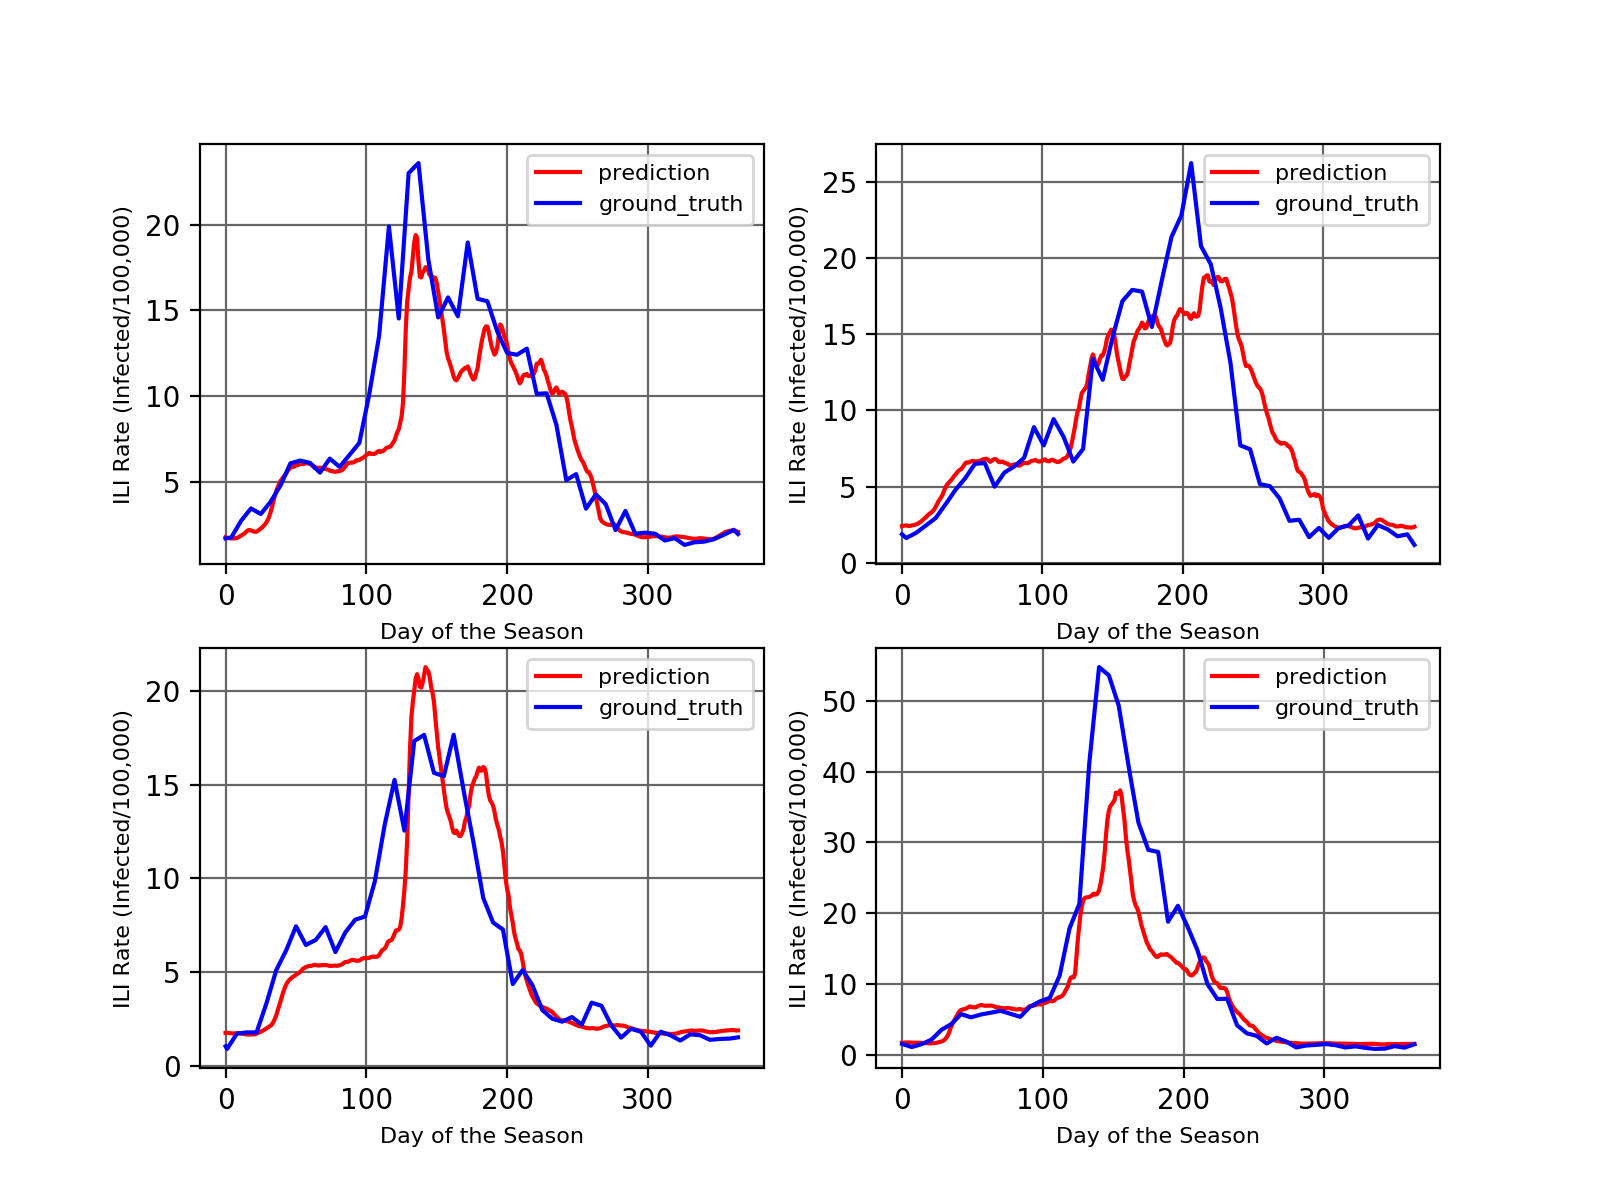 prediction
ground_truth
ILI Rate (Infected/100,000)
20
15
10
5
0 100 200 300
Day of the Season
prediction
ground_truth
ILI Rate (Infected/100,000)
25
20
15
10
5
0
0 100 200 300
Day of the Season
prediction
ground_truth
ILI Rate (Infected/100,000)
20
15
10
5
0
0 100 200 300
Day of the Season
prediction
ground_truth
ILI Rate (Infected/100,000)
50
40
30
20
10
0
0 100 200 300
Day of the Season